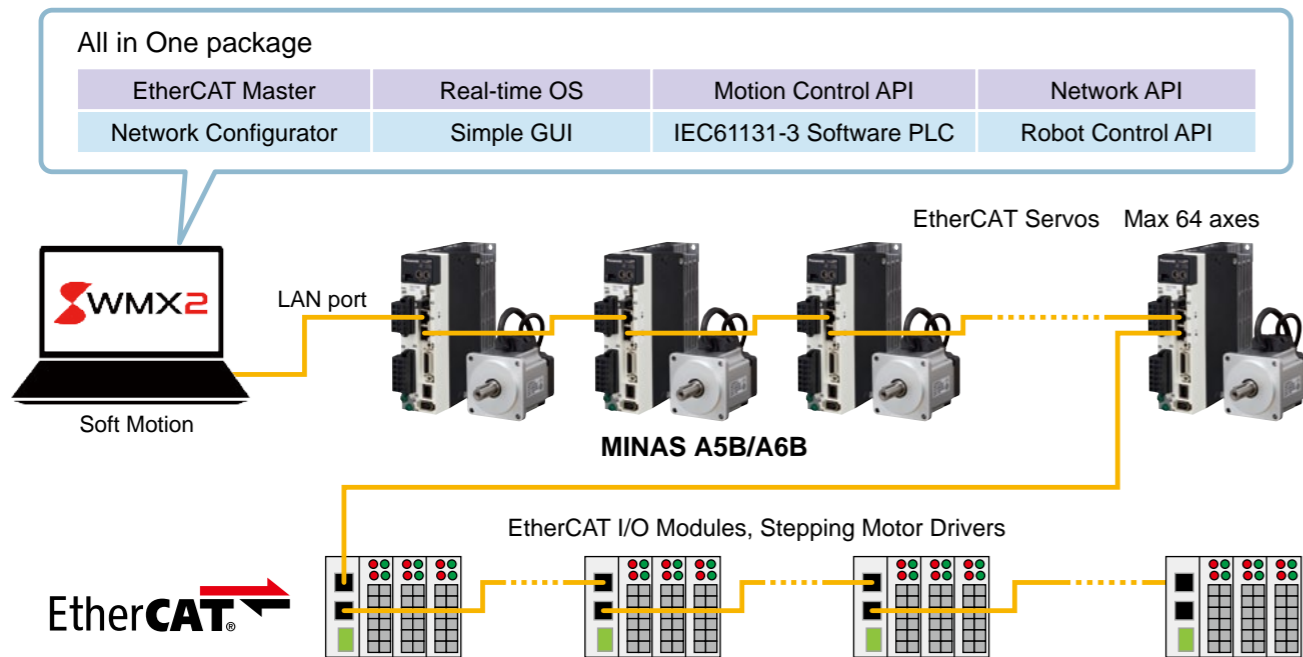 All in One package
EtherCAT Master Real-time OS Motion Control API Network API
Network Configurator Simple GUI IEC61131-3 Software PLC Robot Control API
EtherCAT Servos Max 64 axes
WMX2
LAN port
Soft Motion
MINAS A5B/A6B
EtherCAT I/O Modules, Stepping Motor Drivers
EtherCAT®